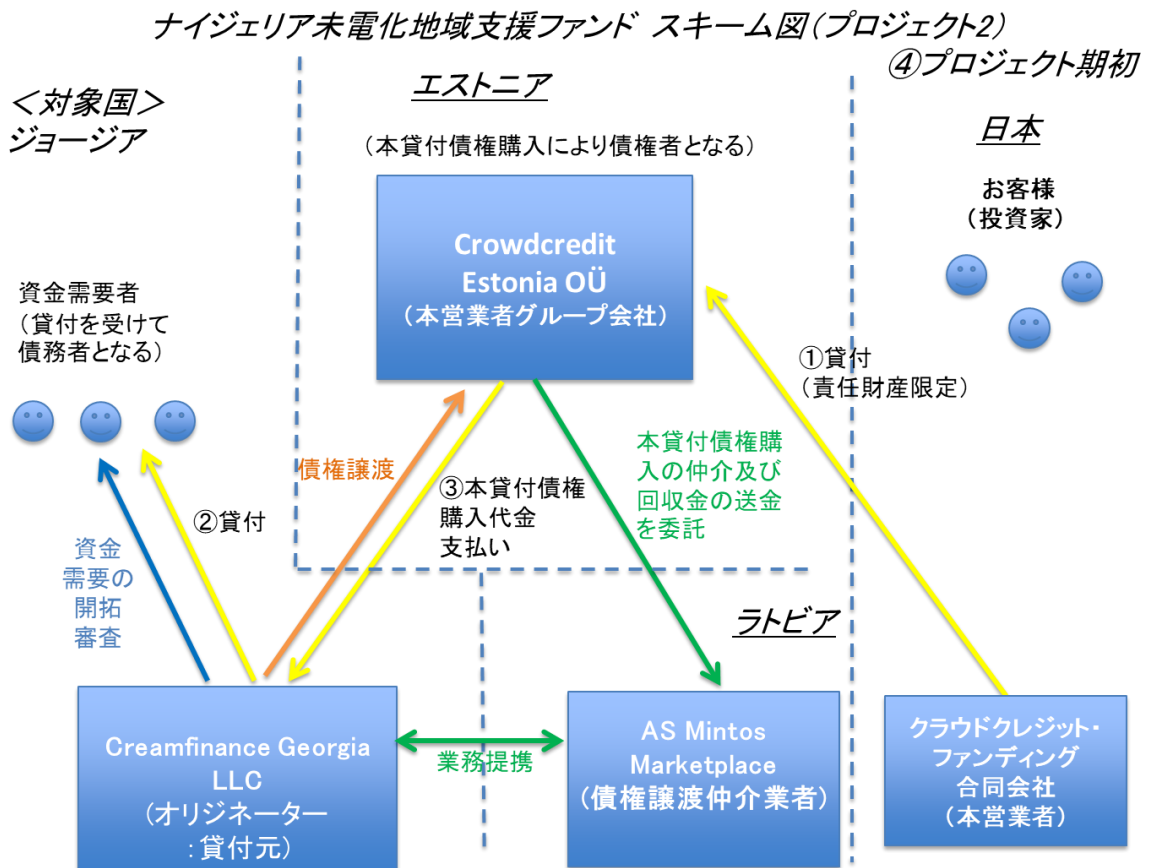 ナイジェリア未電化地域支援ファンド スキーム図(プロジェクト2)
④プロジェクト期初
<対象国>
ジョージア
エストニア
(本貸付債権購入により債権者となる)
日本
お客様
(投資家)
Crowdcredit
Estonia OÜ
(本営業者グループ会社)
資金需要者
(貸付を受けて
債務者となる)
①貸付
(責任財産限定)
債権譲渡
③本貸付債権
購入代金
支払い
本貸付債権購
入の仲介及び
回収金の送金
を委託
②貸付
資金
需要の
開拓
審査
ラトビア
Creamfinance Georgia
LLC
(オリジネーター
:貸付元)
業務提携
AS Mintos
Marketplace
(債権譲渡仲介業者)
クラウドクレジット・
ファンディング
合同会社
(本営業者)